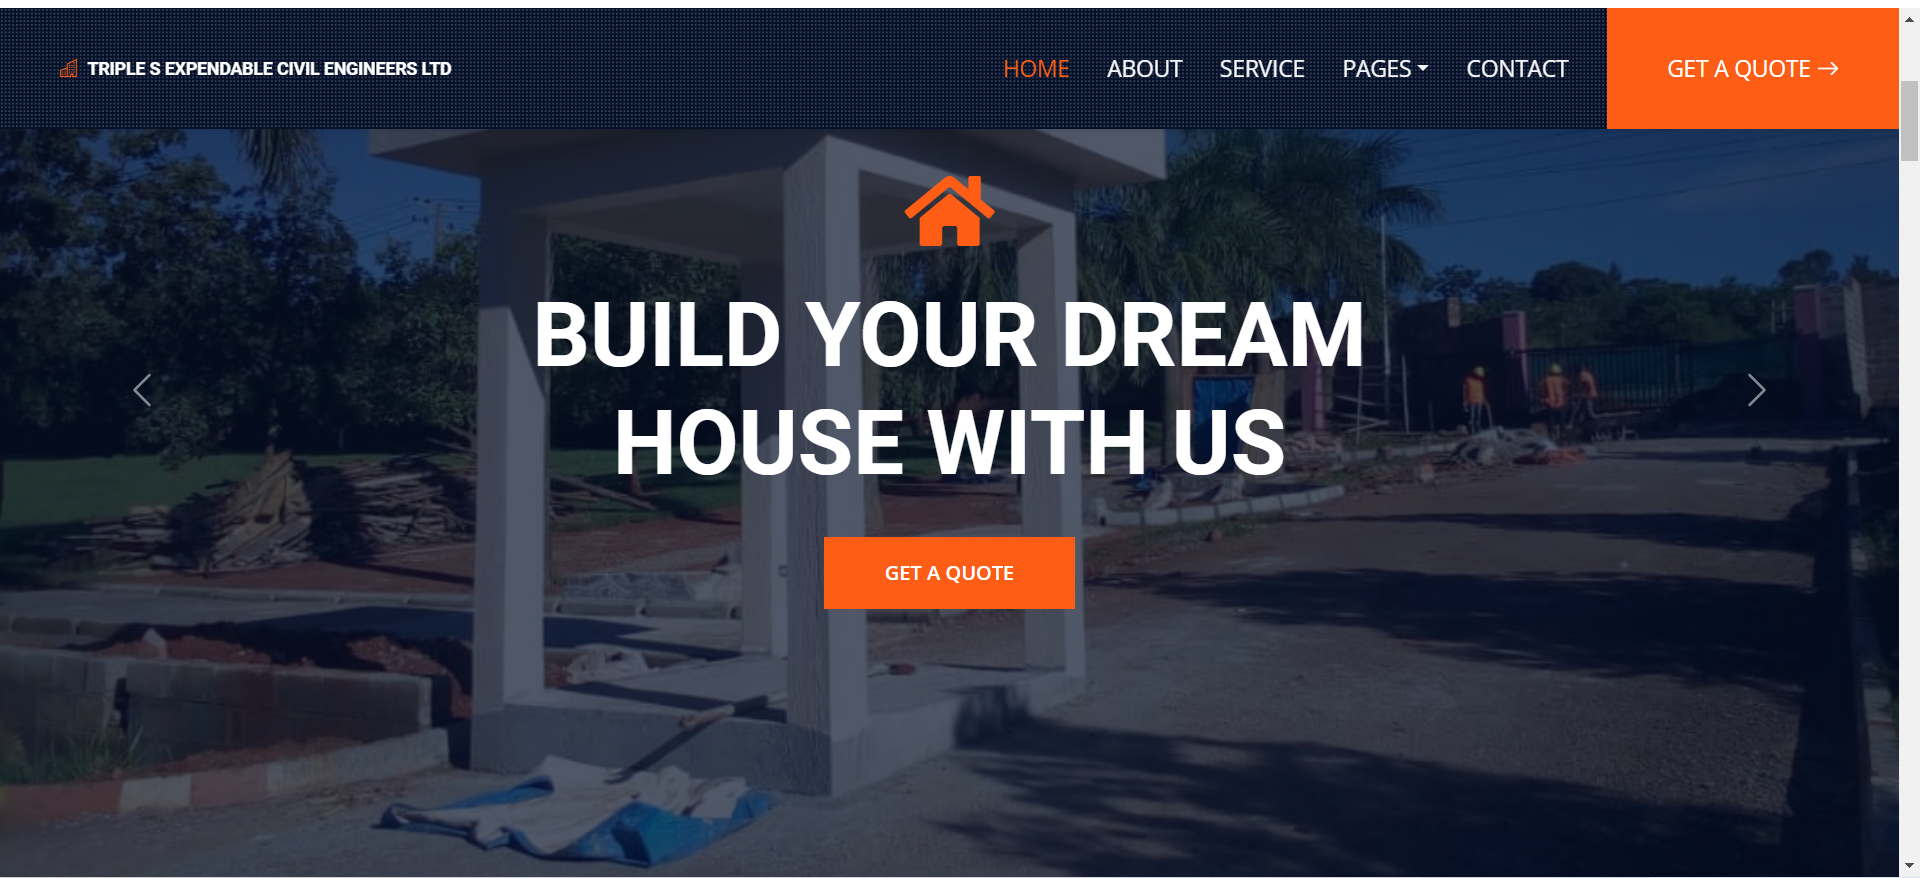 TRIPLE S EXPENDABLE CIVIL ENGINEERS LTD
HOME ABOUT SERVICE PAGES CONTACT GET A QUOTE
BUILD YOUR DREAM
HOUSE WITH US
GET A QUOTE